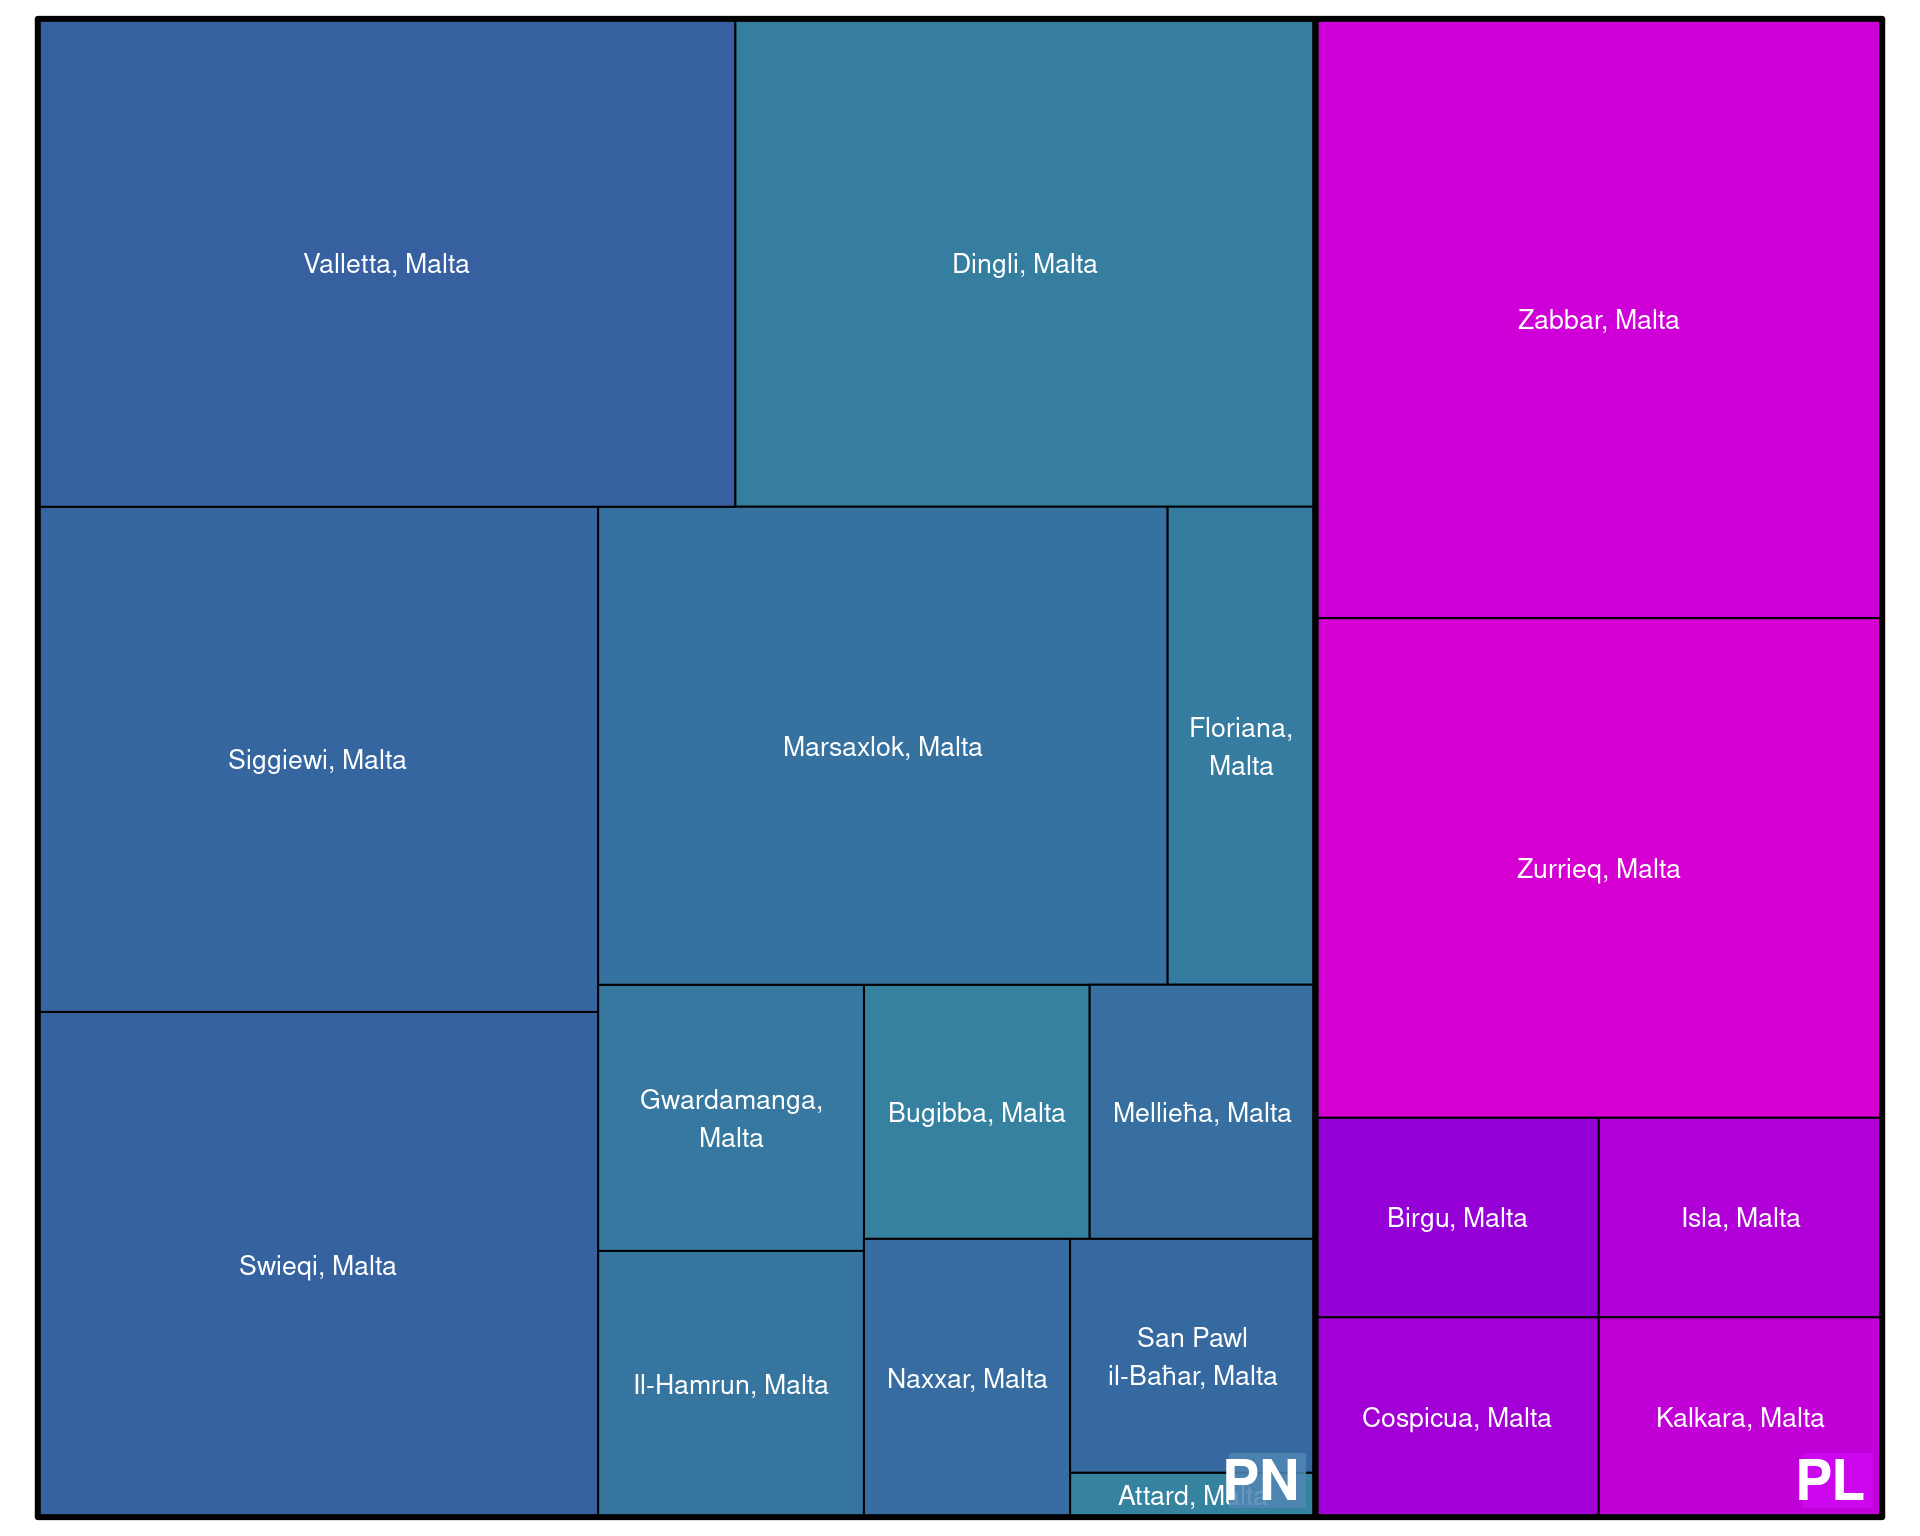 Valletta, Malta
Dingli, Malta
Zabbar, Malta
Siggiewi, Malta
Marsaxlok, Malta
Floriana,
Malta
Zurrieq, Malta
Swieqi, Malta
Gwardamanga,
Malta
Bugibba, Malta
Mellieħa, Malta
Il-Hamrun, Malta
Naxxar, Malta
San Pawl
il-Baħar, Malta
Attard, Malta
PN
Birgu, Malta
Isla, Malta
Cospicua, Malta
Kalkara, Malta
PL